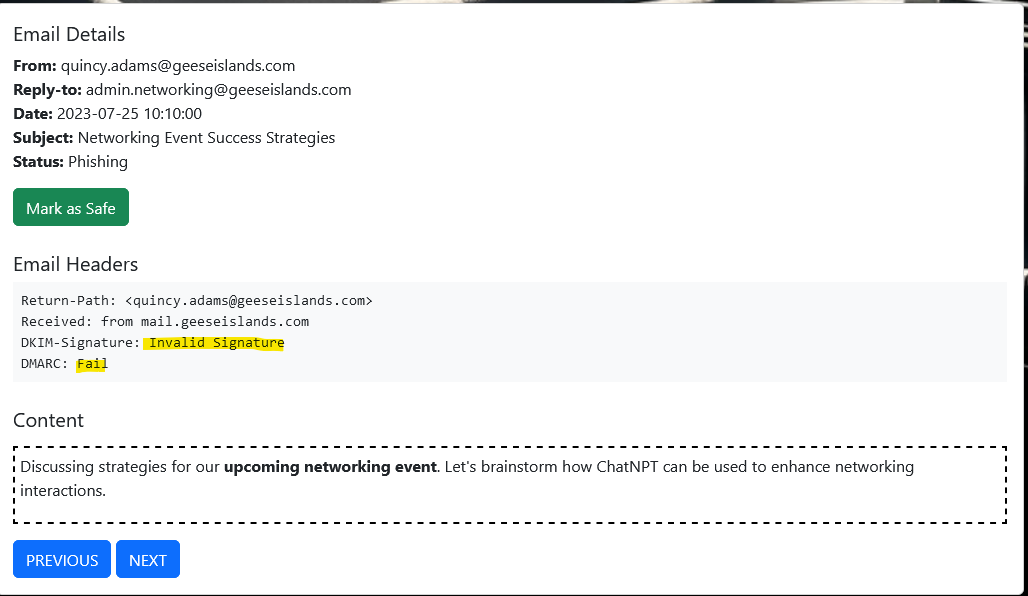 Email Details
From: quincy.adams@geeseislands.com
Reply-to: admin.networking@geeseislands.com
Date: 2023-07-25 10:10:00
Subject: Networking Event Success Strategies
Status: Phishing
Mark as Safe
Email Headers
Return-Path: <quincy.adams@geeseislands.com>
Received: from mail.geeseislands.com
DKIM-Signature: Invalid Signature
DMARC: Fail
Content
Discussing strategies for our upcoming networking event. Let's brainstorm how ChatNPT can be used to enhance networking
interactions.
PREVIOUS NEXT